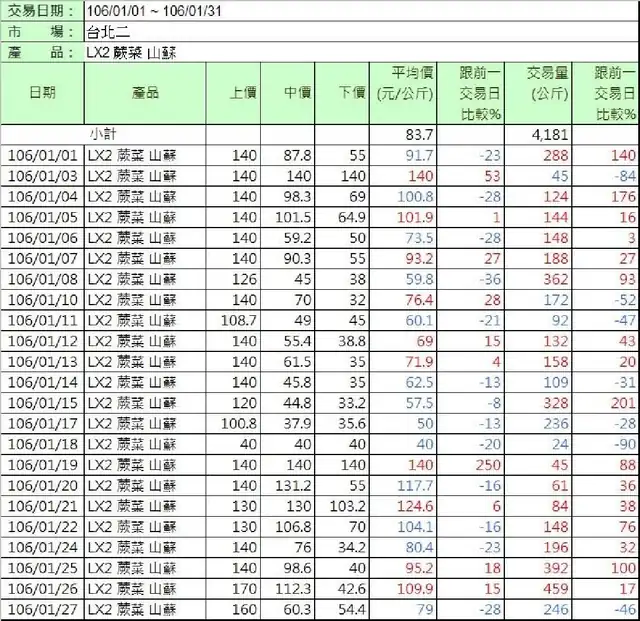 交易日期： 106/01/01 ~ 106/01/31
市　　場： 台北二
產　　品： LX2 蕨菜 山蘇
日期 產品 上價 中價 下價 平均價(元/公斤) 跟前一交易日比較% 交易量(公斤) 跟前一交易日比較%
小計 83.7 4,181
106/01/01 LX2 蕨菜 山蘇 140 87.8 55 91.7 -23 288 140
106/01/03 LX2 蕨菜 山蘇 140 140 140 140 53 45 -84
106/01/04 LX2 蕨菜 山蘇 140 98.3 69 100.8 -28 124 176
106/01/05 LX2 蕨菜 山蘇 140 101.5 64.9 101.9 1 144 16
106/01/06 LX2 蕨菜 山蘇 140 59.2 50 73.5 -28 148 3
106/01/07 LX2 蕨菜 山蘇 140 90.3 55 93.2 27 188 27
106/01/08 LX2 蕨菜 山蘇 126 45 38 59.8 -36 362 93
106/01/10 LX2 蕨菜 山蘇 140 70 32 76.4 28 172 -52
106/01/11 LX2 蕨菜 山蘇 108.7 49 45 60.1 -21 92 -47
106/01/12 LX2 蕨菜 山蘇 140 55.4 38.8 69 15 132 43
106/01/13 LX2 蕨菜 山蘇 140 61.5 35 71.9 4 158 20
106/01/14 LX2 蕨菜 山蘇 140 45.8 35 62.5 -13 109 -31
106/01/15 LX2 蕨菜 山蘇 120 44.8 33.2 57.5 -8 328 201
106/01/17 LX2 蕨菜 山蘇 100.8 37.9 35.6 50 -13 236 -28
106/01/18 LX2 蕨菜 山蘇 40 40 40 40 -20 24 -90
106/01/19 LX2 蕨菜 山蘇 140 140 140 140 250 45 88
106/01/20 LX2 蕨菜 山蘇 140 131.2 55 117.7 -16 61 36
106/01/21 LX2 蕨菜 山蘇 130 130 103.2 124.6 6 84 38
106/01/22 LX2 蕨菜 山蘇 130 106.8 70 104.1 -16 148 76
106/01/24 LX2 蕨菜 山蘇 140 76 34.2 80.4 -23 196 32
106/01/25 LX2 蕨菜 山蘇 140 98.6 40 95.2 18 392 100
106/01/26 LX2 蕨菜 山蘇 170 112.3 42.6 109.9 15 459 17
106/01/27 LX2 蕨菜 山蘇 160 60.3 54.4 79 -28 246 -46